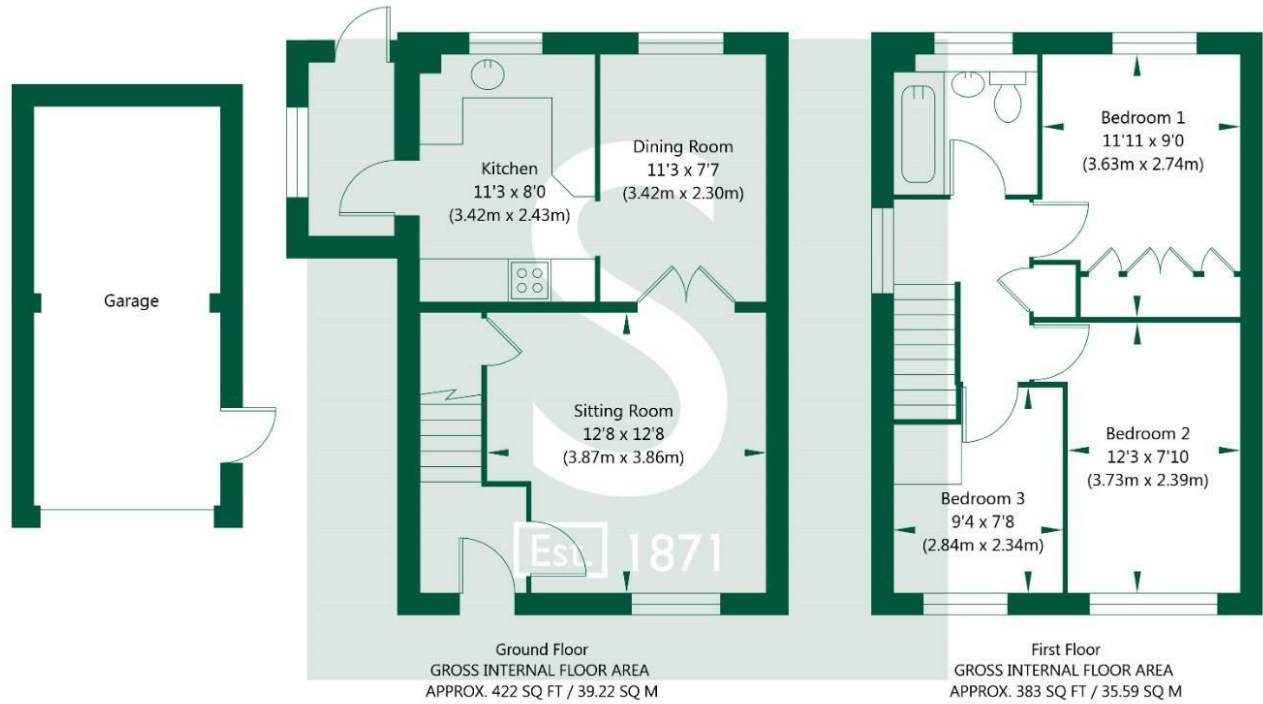 Garage
Kitchen
11'3 x 8'0
(3.42m x 2.43m)
Dining Room
11'3 x 7'7
(3.42m x 2.30m)
Sitting Room
12'8 x 12'8
(3.87m x 3.86m)
S
Est. 1871
Ground Floor
GROSS INTERNAL FLOOR AREA
APPROX. 422 SQ FT / 39.22 SQ M
Bedroom 1
11'11 x 9'0
(3.63m x 2.74m)
Bedroom 2
12'3 x 7'10
(3.73m x 2.39m)
Bedroom 3
9'4 x 7'8
(2.84m x 2.34m)
First Floor
GROSS INTERNAL FLOOR AREA
APPROX. 383 SQ FT / 35.59 SQ M